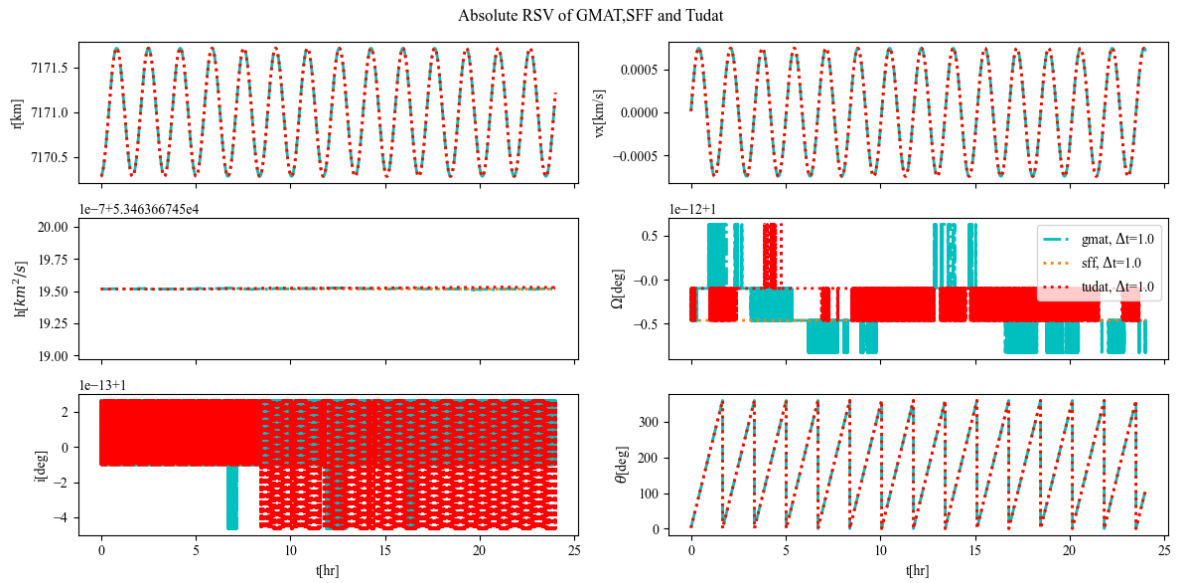 Absolute RSV of GMAT,SFF and Tudat
7171.5
7171.0
7170.5
r[km]
0.0005
0.0000
−0.0005
vx[km/s]
1e−7+5.346366745e4
20.00
19.75
19.50
19.25
19.00
h[km²/s]
1e−12+1
0.5
−0.0
−0.5
Ω[deg]
gmat, Δt=1.0
sff, Δt=1.0
tudat, Δt=1.0
1e−13+1
2
0
−2
−4
i[deg]
0 5 10 15 20 25
t[hr]
300
200
100
0
θ[deg]
0 5 10 15 20 25
t[hr]